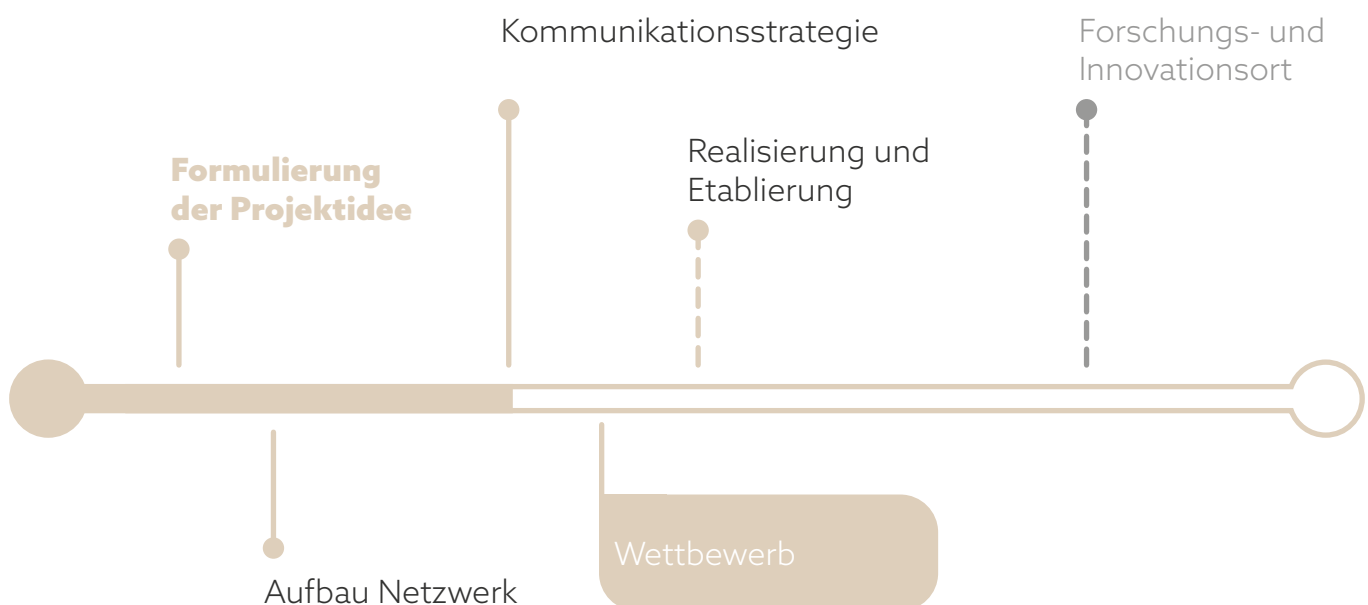 Kommunikationsstrategie
Forschungs- und
Innovationsort
Formulierung
der Projektidee
Realisierung und
Etablierung
Wettbewerb
Aufbau Netzwerk